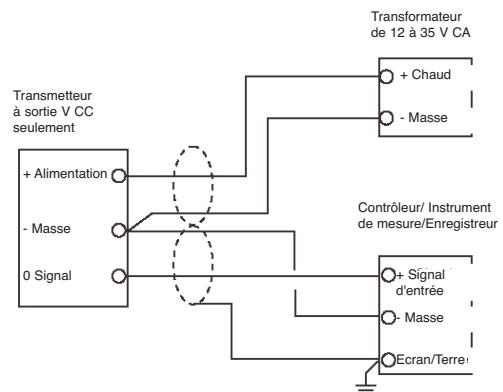 Transformateur
de 12 à 35 V CA
+ Chaud
- Masse
Transmetteur
à sortie V CC
seulement
+ Alimentation
- Masse
0 Signal
Contrôleur/ Instrument
de mesure/Enregistreur
+ Signal
d'entrée
- Masse
Ecran/Terre